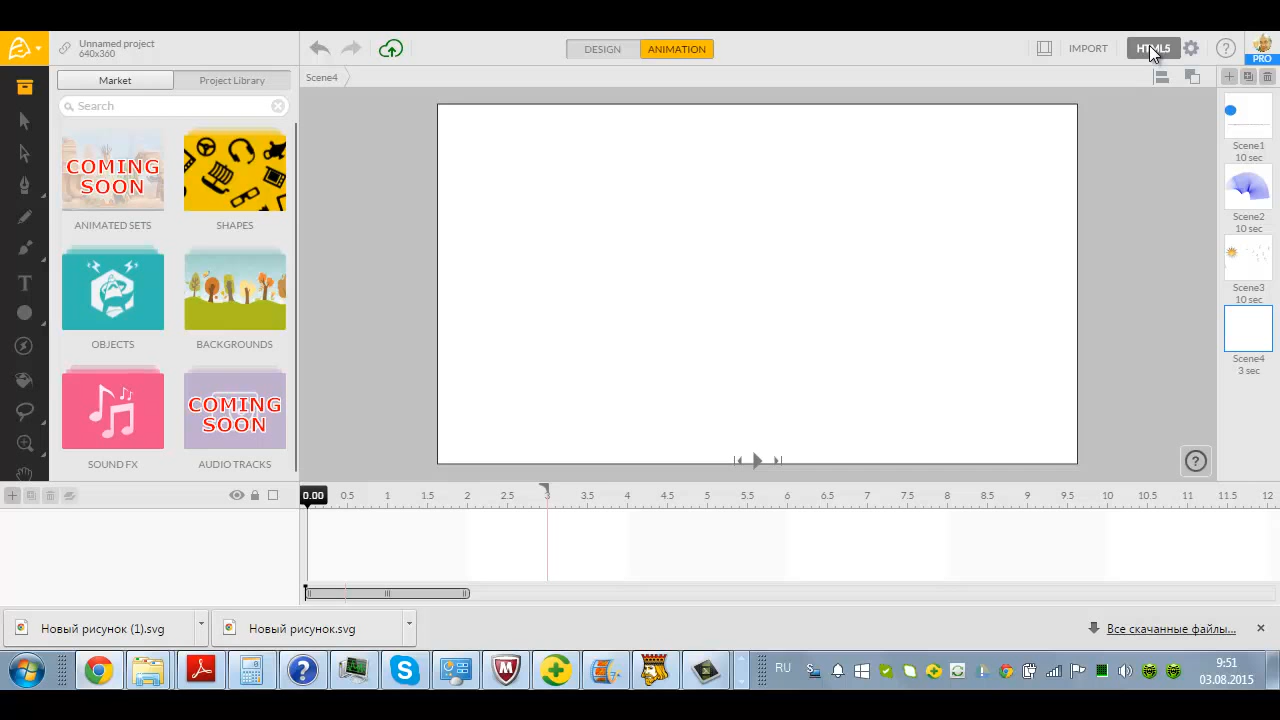 Unnamed project
640x360
DESIGN
ANIMATION
IMPORT
HTML5
PRO
Market
Project Library
Scene4
Search
COMING
SOON
ANIMATED SETS
SHAPES
OBJECTS
BACKGROUNDS
COMING
SOON
SOUND FX
AUDIO TRACKS
Scene1
10 sec
Scene2
10 sec
Scene3
10 sec
Scene4
3 sec
0.00 0.5 1 1.5 2 2.5 3 3.5 4 4.5 5 5.5 6 6.5 7 7.5 8 8.5 9 9.5 10 10.5 11 11.5 12
Новый рисунок (1).svg
Новый рисунок.svg
Все скачанные файлы...
RU
9:51
03.08.2015